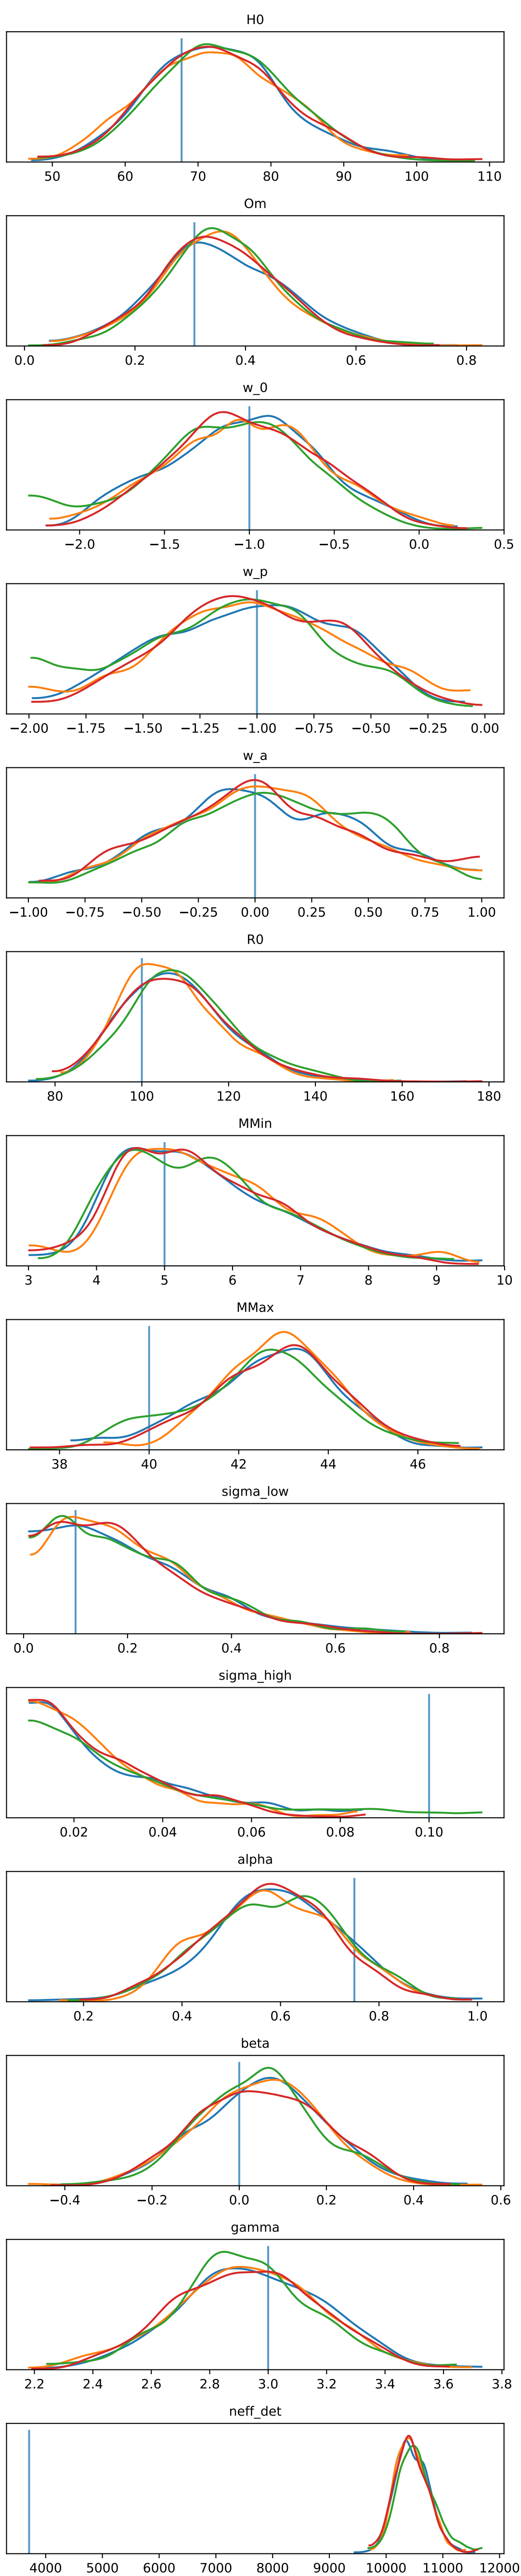 H0
50 60 70 80 90 100 110
Om
0.0 0.2 0.4 0.6 0.8
w_0
−2.0 −1.5 −1.0 −0.5 0.0 0.5
w_p
−2.00 −1.75 −1.50 −1.25 −1.00 −0.75 −0.50 −0.25 0.00
w_a
−1.00 −0.75 −0.50 −0.25 0.00 0.25 0.50 0.75 1.00
R0
80 100 120 140 160 180
MMin
3 4 5 6 7 8 9 10
MMax
38 40 42 44 46
sigma_low
0.0 0.2 0.4 0.6 0.8
sigma_high
0.02 0.04 0.06 0.08 0.10
alpha
0.2 0.4 0.6 0.8 1.0
beta
−0.4 −0.2 0.0 0.2 0.4 0.6
gamma
2.2 2.4 2.6 2.8 3.0 3.2 3.4 3.6 3.8
neff_det
4000 5000 6000 7000 8000 9000 10000 11000 12000